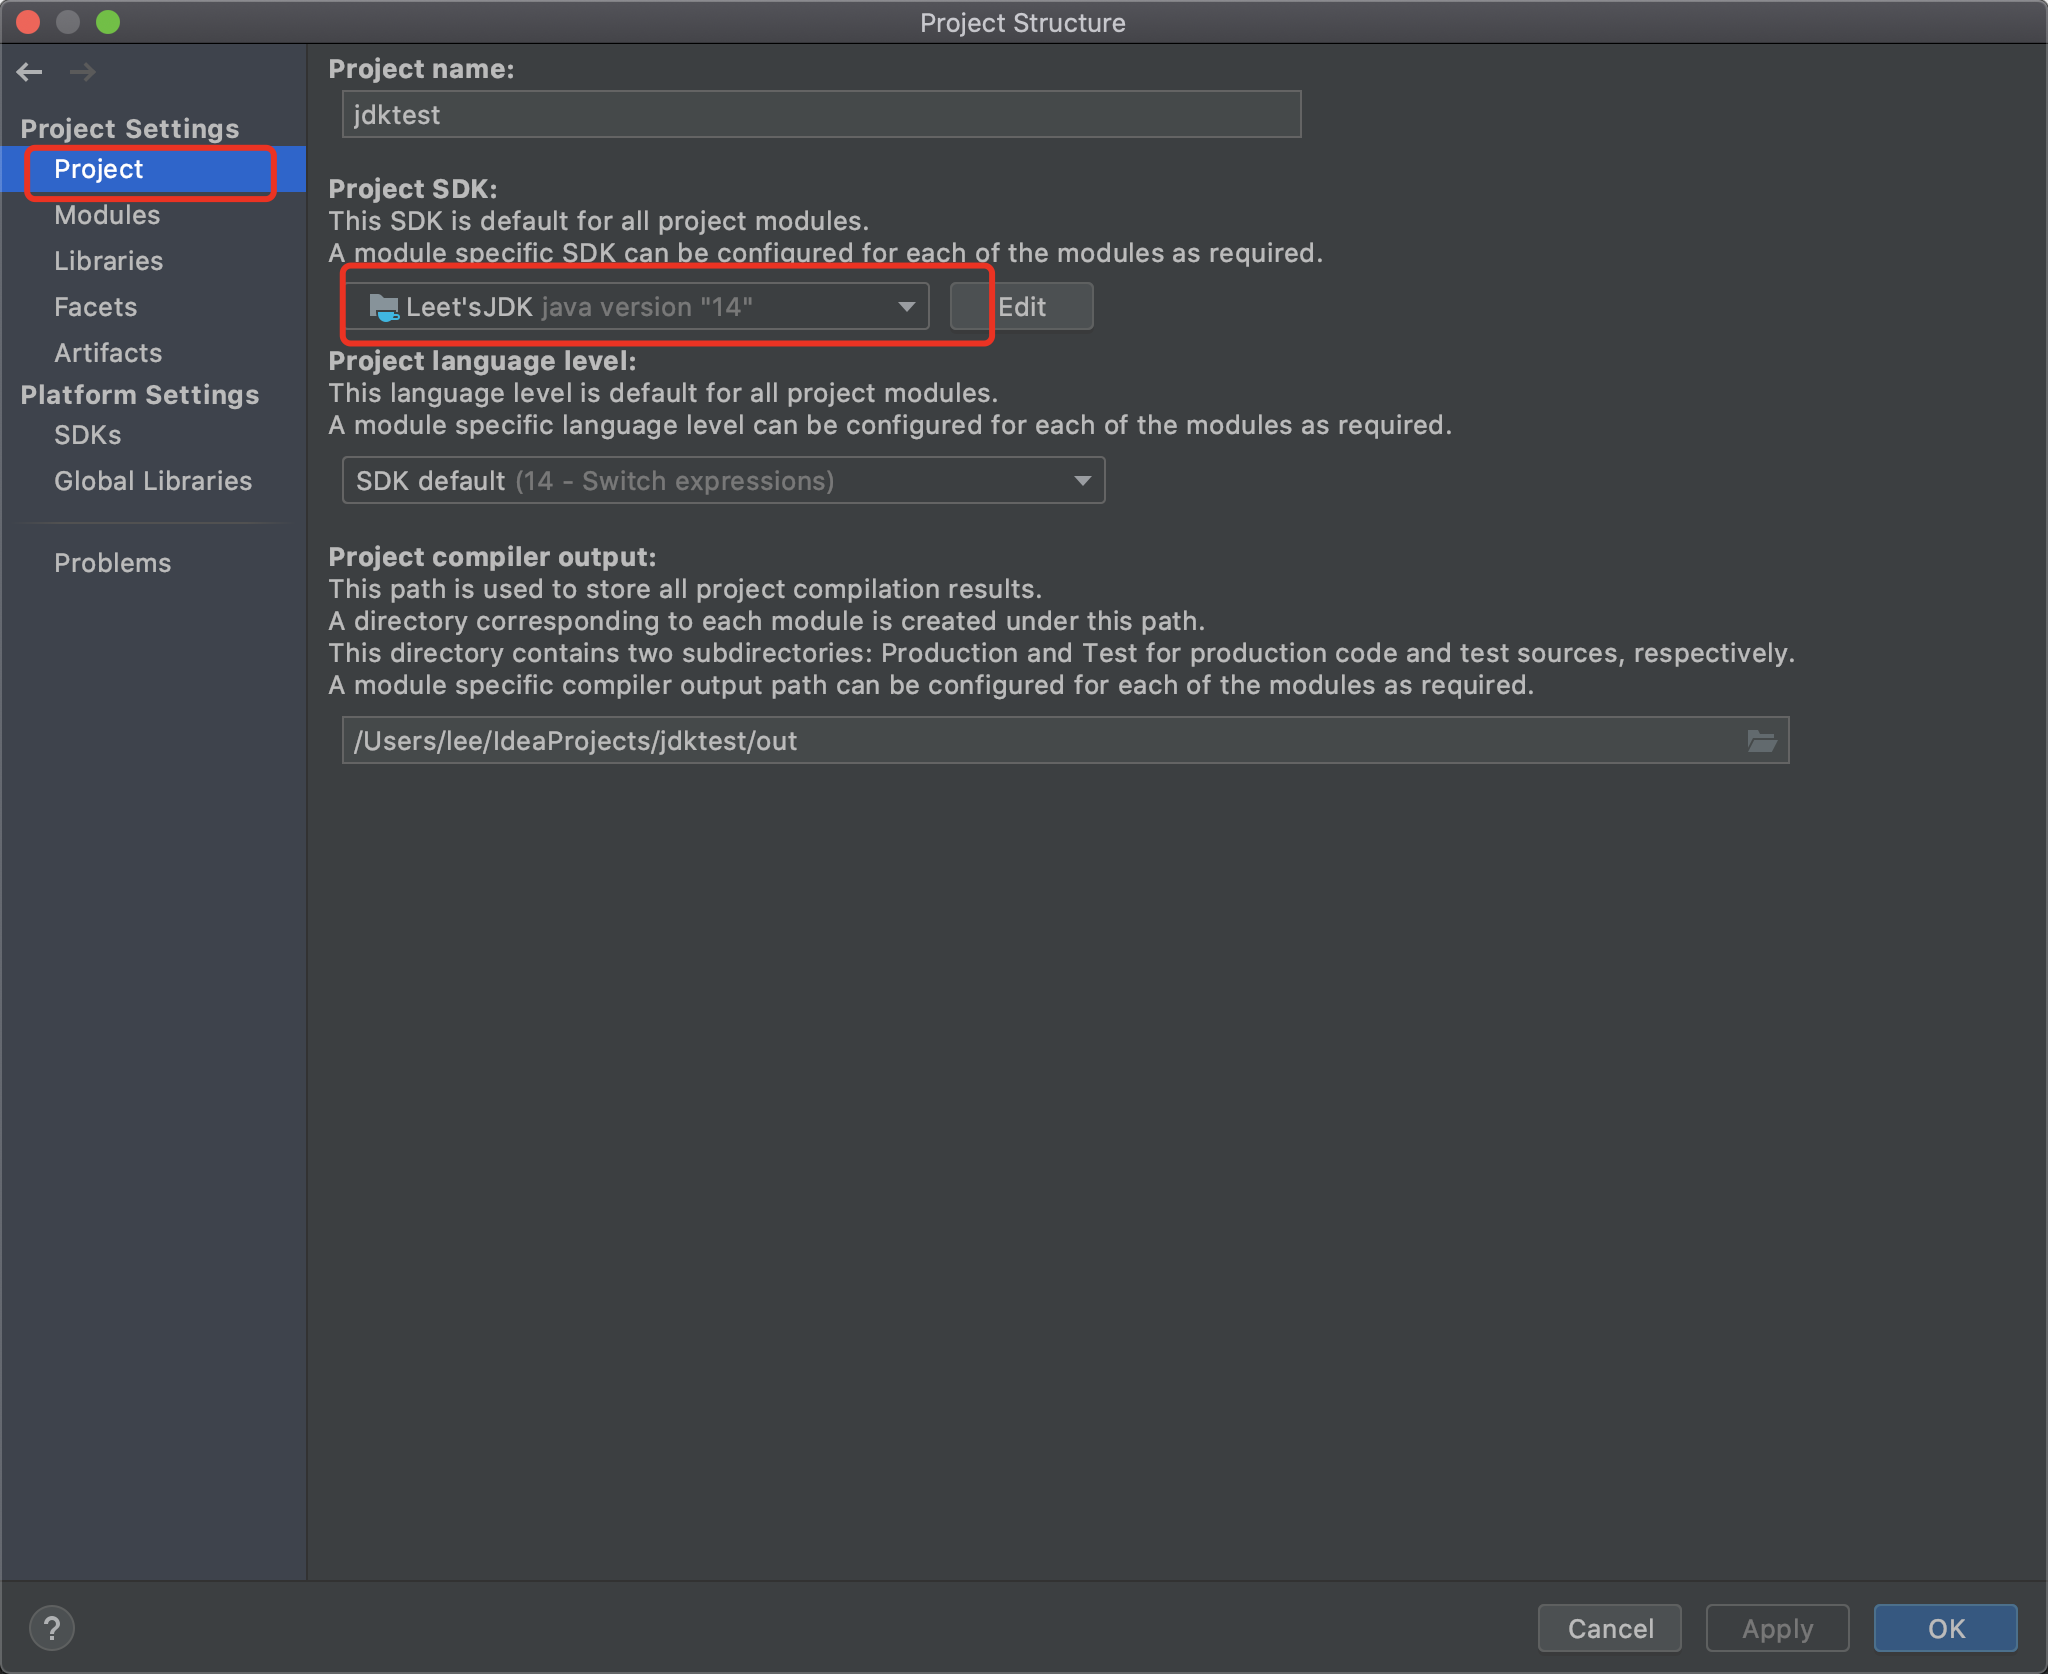 Project Structure
Project Settings
Project
Modules
Libraries
Facets
Artifacts
Platform Settings
SDKs
Global Libraries
Problems
Project name:
jdktest
Project SDK:
This SDK is default for all project modules.
A module specific SDK can be configured for each of the modules as required.
Leet'sJDK java version "14"
Edit
Project language level:
This language level is default for all project modules.
A module specific language level can be configured for each of the modules as required.
SDK default (14 - Switch expressions)
Project compiler output:
This path is used to store all project compilation results.
A directory corresponding to each module is created under this path.
This directory contains two subdirectories: Production and Test for production code and test sources, respectively.
A module specific compiler output path can be configured for each of the modules as required.
/Users/lee/IdeaProjects/jdktest/out
?
Cancel
Apply
OK